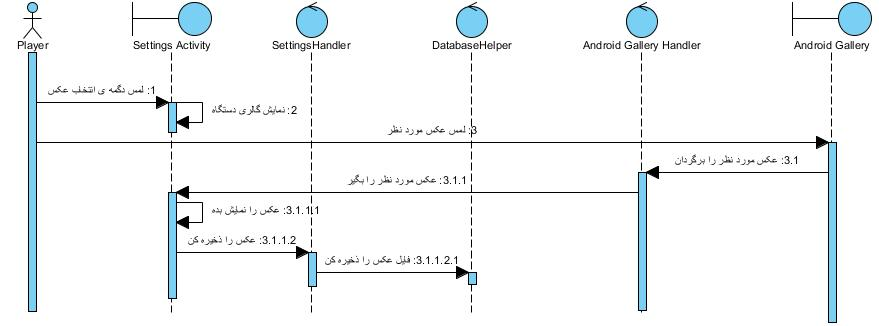 Player
Settings Activity
SettingsHandler
DatabaseHelper
Android Gallery Handler
Android Gallery
1: لمس دگمه ی انتخاب عکس
2: نمایش گالری دستگاه
3: لمس عکس مورد نظر
3.1: عکس مورد نظر را برگردان
3.1.1: عکس مورد نظر را بگیر
3.1.1.1: عکس را نمایش بده
3.1.1.2: عکس را ذخیره کن
3.1.1.2.1: فایل عکس را ذخیره کن